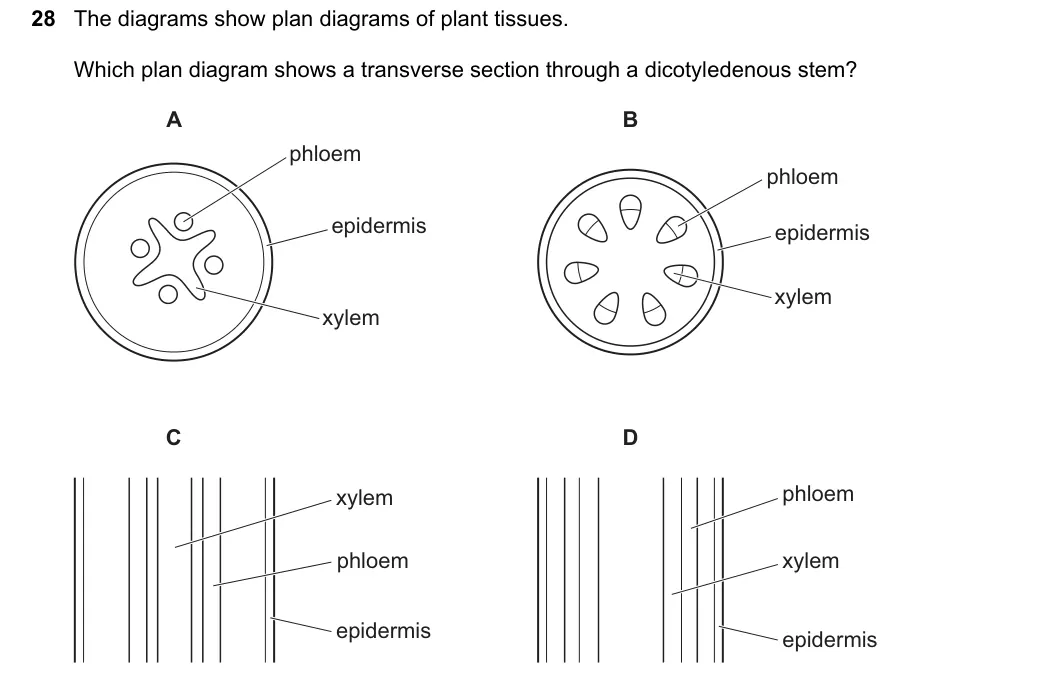 28 The diagrams show plan diagrams of plant tissues.
Which plan diagram shows a transverse section through a dicotyledenous stem?
A
phloem
epidermis
xylem
B
phloem
epidermis
xylem
C
xylem
phloem
epidermis
D
phloem
xylem
epidermis